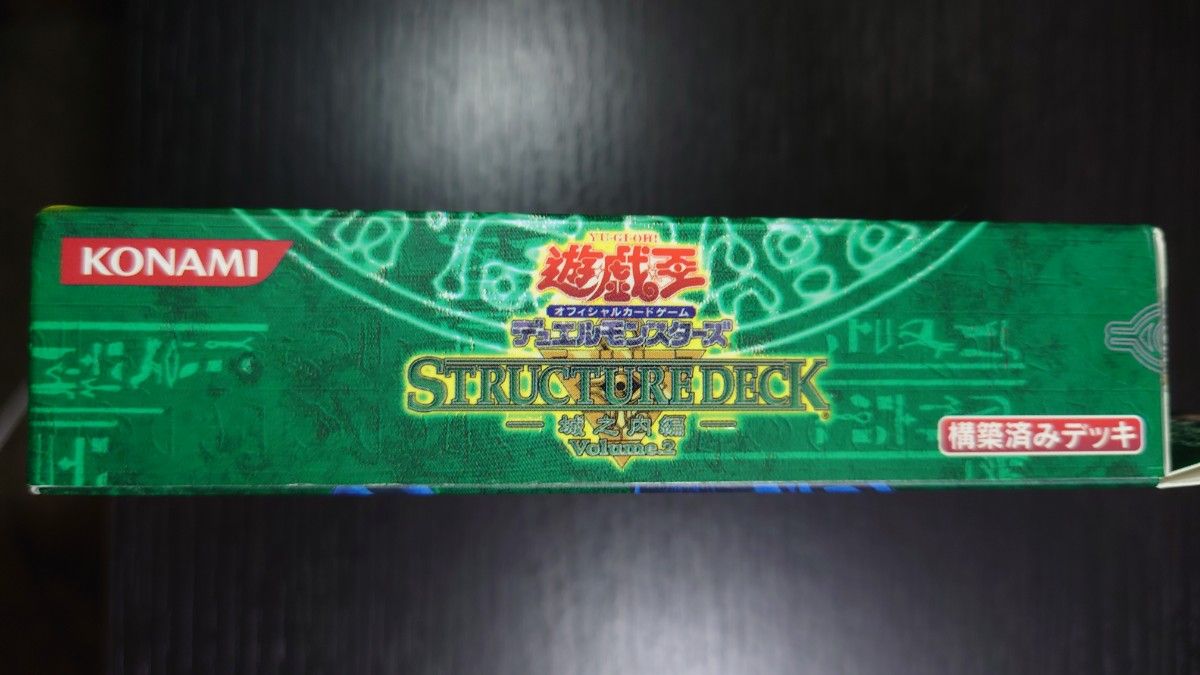 KONAMI
YU-GI-OH!
遊戯王
オフィシャルカードゲーム
デュエルモンスターズ
STRUCTURE DECK
城之内編
Volume.2
構築済みデッキ